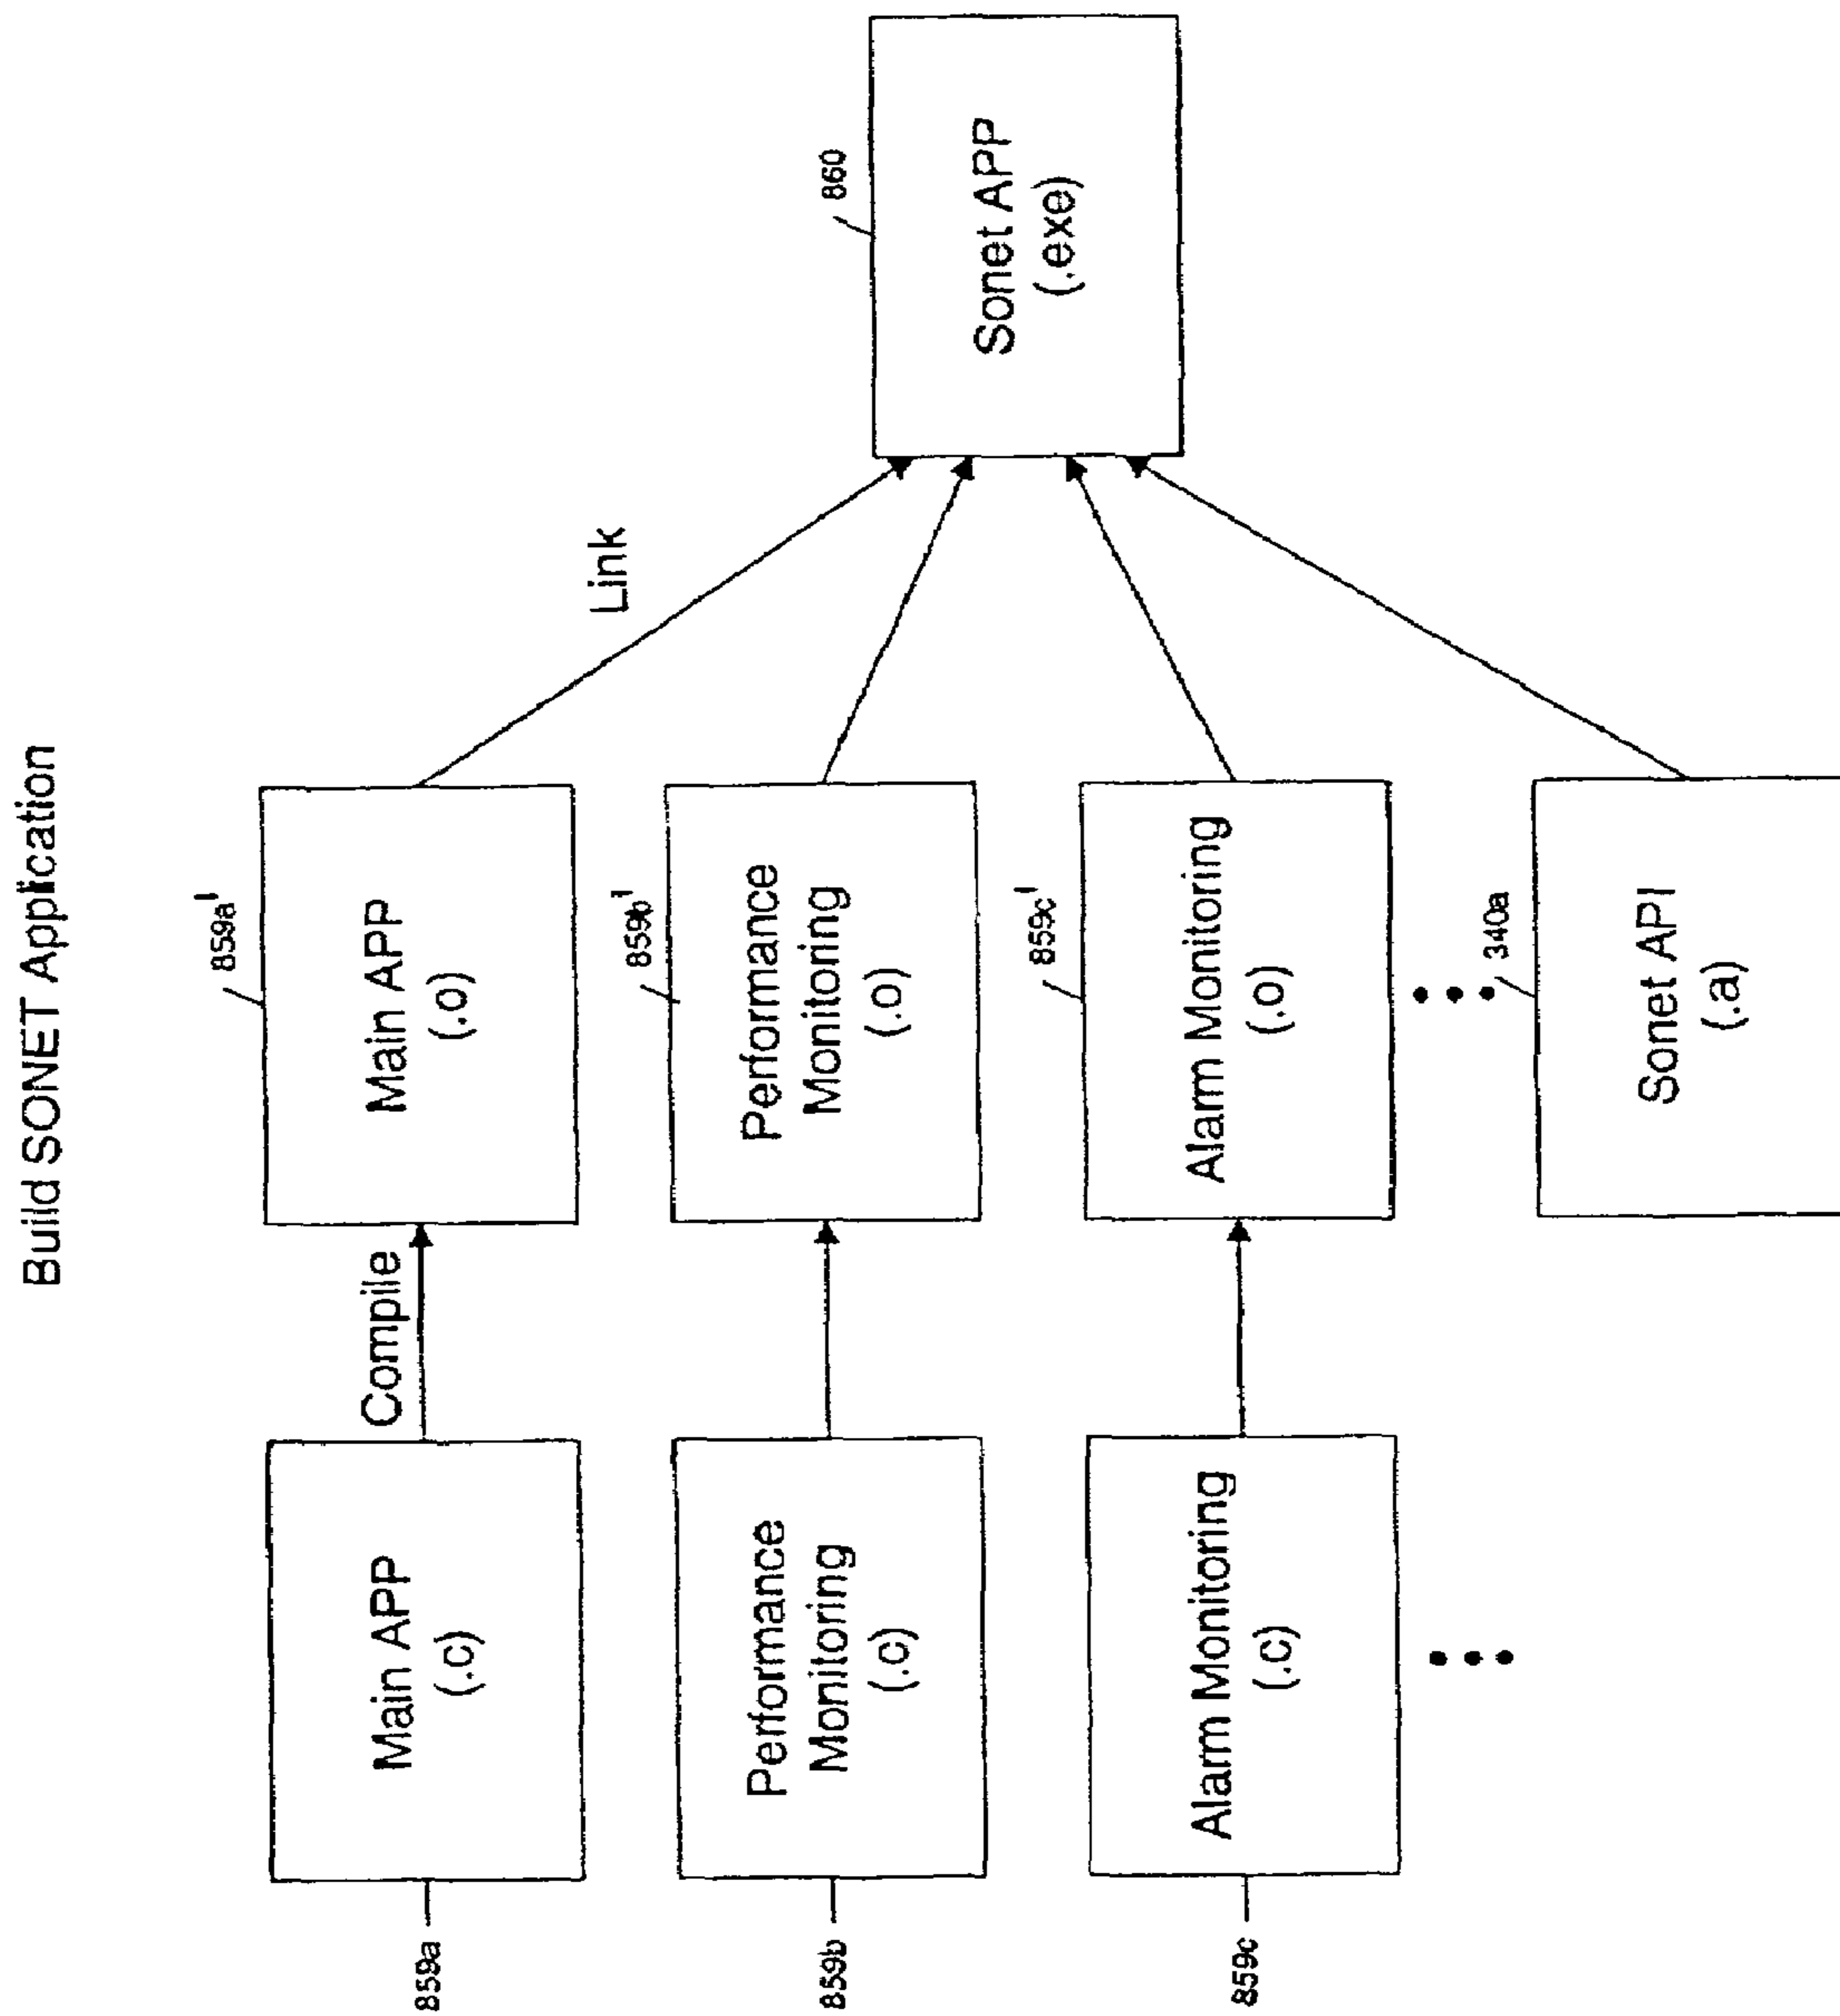 Build SONET Application
859a
Main APP
(.c)
Compile
859a'
Main APP
(.o)
Link
859b
Performance
Monitoring
(.c)
859b'
Performance
Monitoring
(.o)
860
Sonet APP
(.exe)
859c
Alarm Monitoring
(.c)
859c'
Alarm Monitoring
(.o)
340a
Sonet API
(.a)